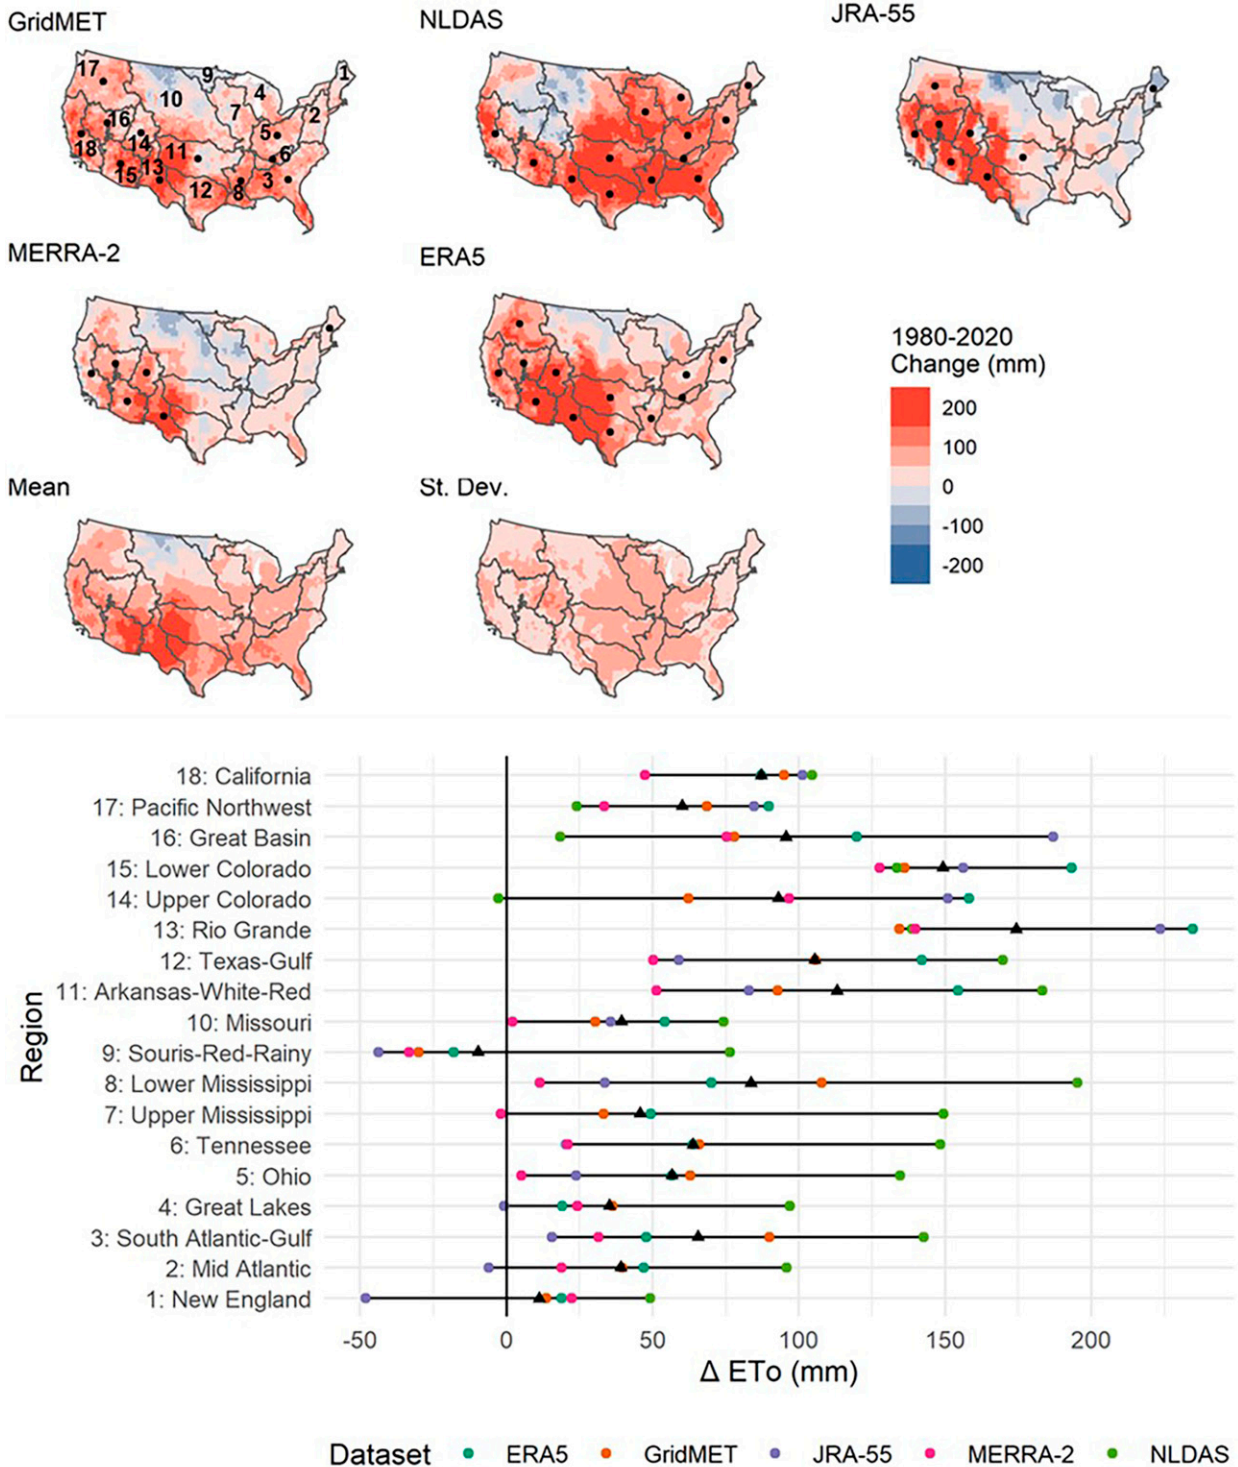 GridMET
NLDAS
JRA-55
17
9
1
4
10
7
2
16
5
14
18
11
6
15
13
12
8
3
MERRA-2
ERA5
1980-2020
Change (mm)
200
100
0
-100
-200
Mean
St. Dev.
18: California
17: Pacific Northwest
16: Great Basin
15: Lower Colorado
14: Upper Colorado
13: Rio Grande
12: Texas-Gulf
11: Arkansas-White-Red
10: Missouri
9: Souris-Red-Rainy
8: Lower Mississippi
7: Upper Mississippi
6: Tennessee
5: Ohio
4: Great Lakes
3: South Atlantic-Gulf
2: Mid Atlantic
1: New England
Region
-50 0 50 100 150 200
Δ ETo (mm)
Dataset ERA5 GridMET JRA-55 MERRA-2 NLDAS